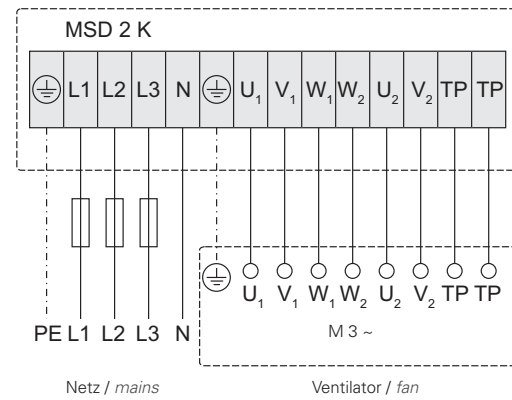 MSD 2 K
L1 L2 L3 N U₁ V₁ W₁ W₂ U₂ V₂ TP TP
U₁ V₁ W₁ W₂ U₂ V₂ TP TP
PE L1 L2 L3 N M 3 ~
Netz / mains Ventilator / fan